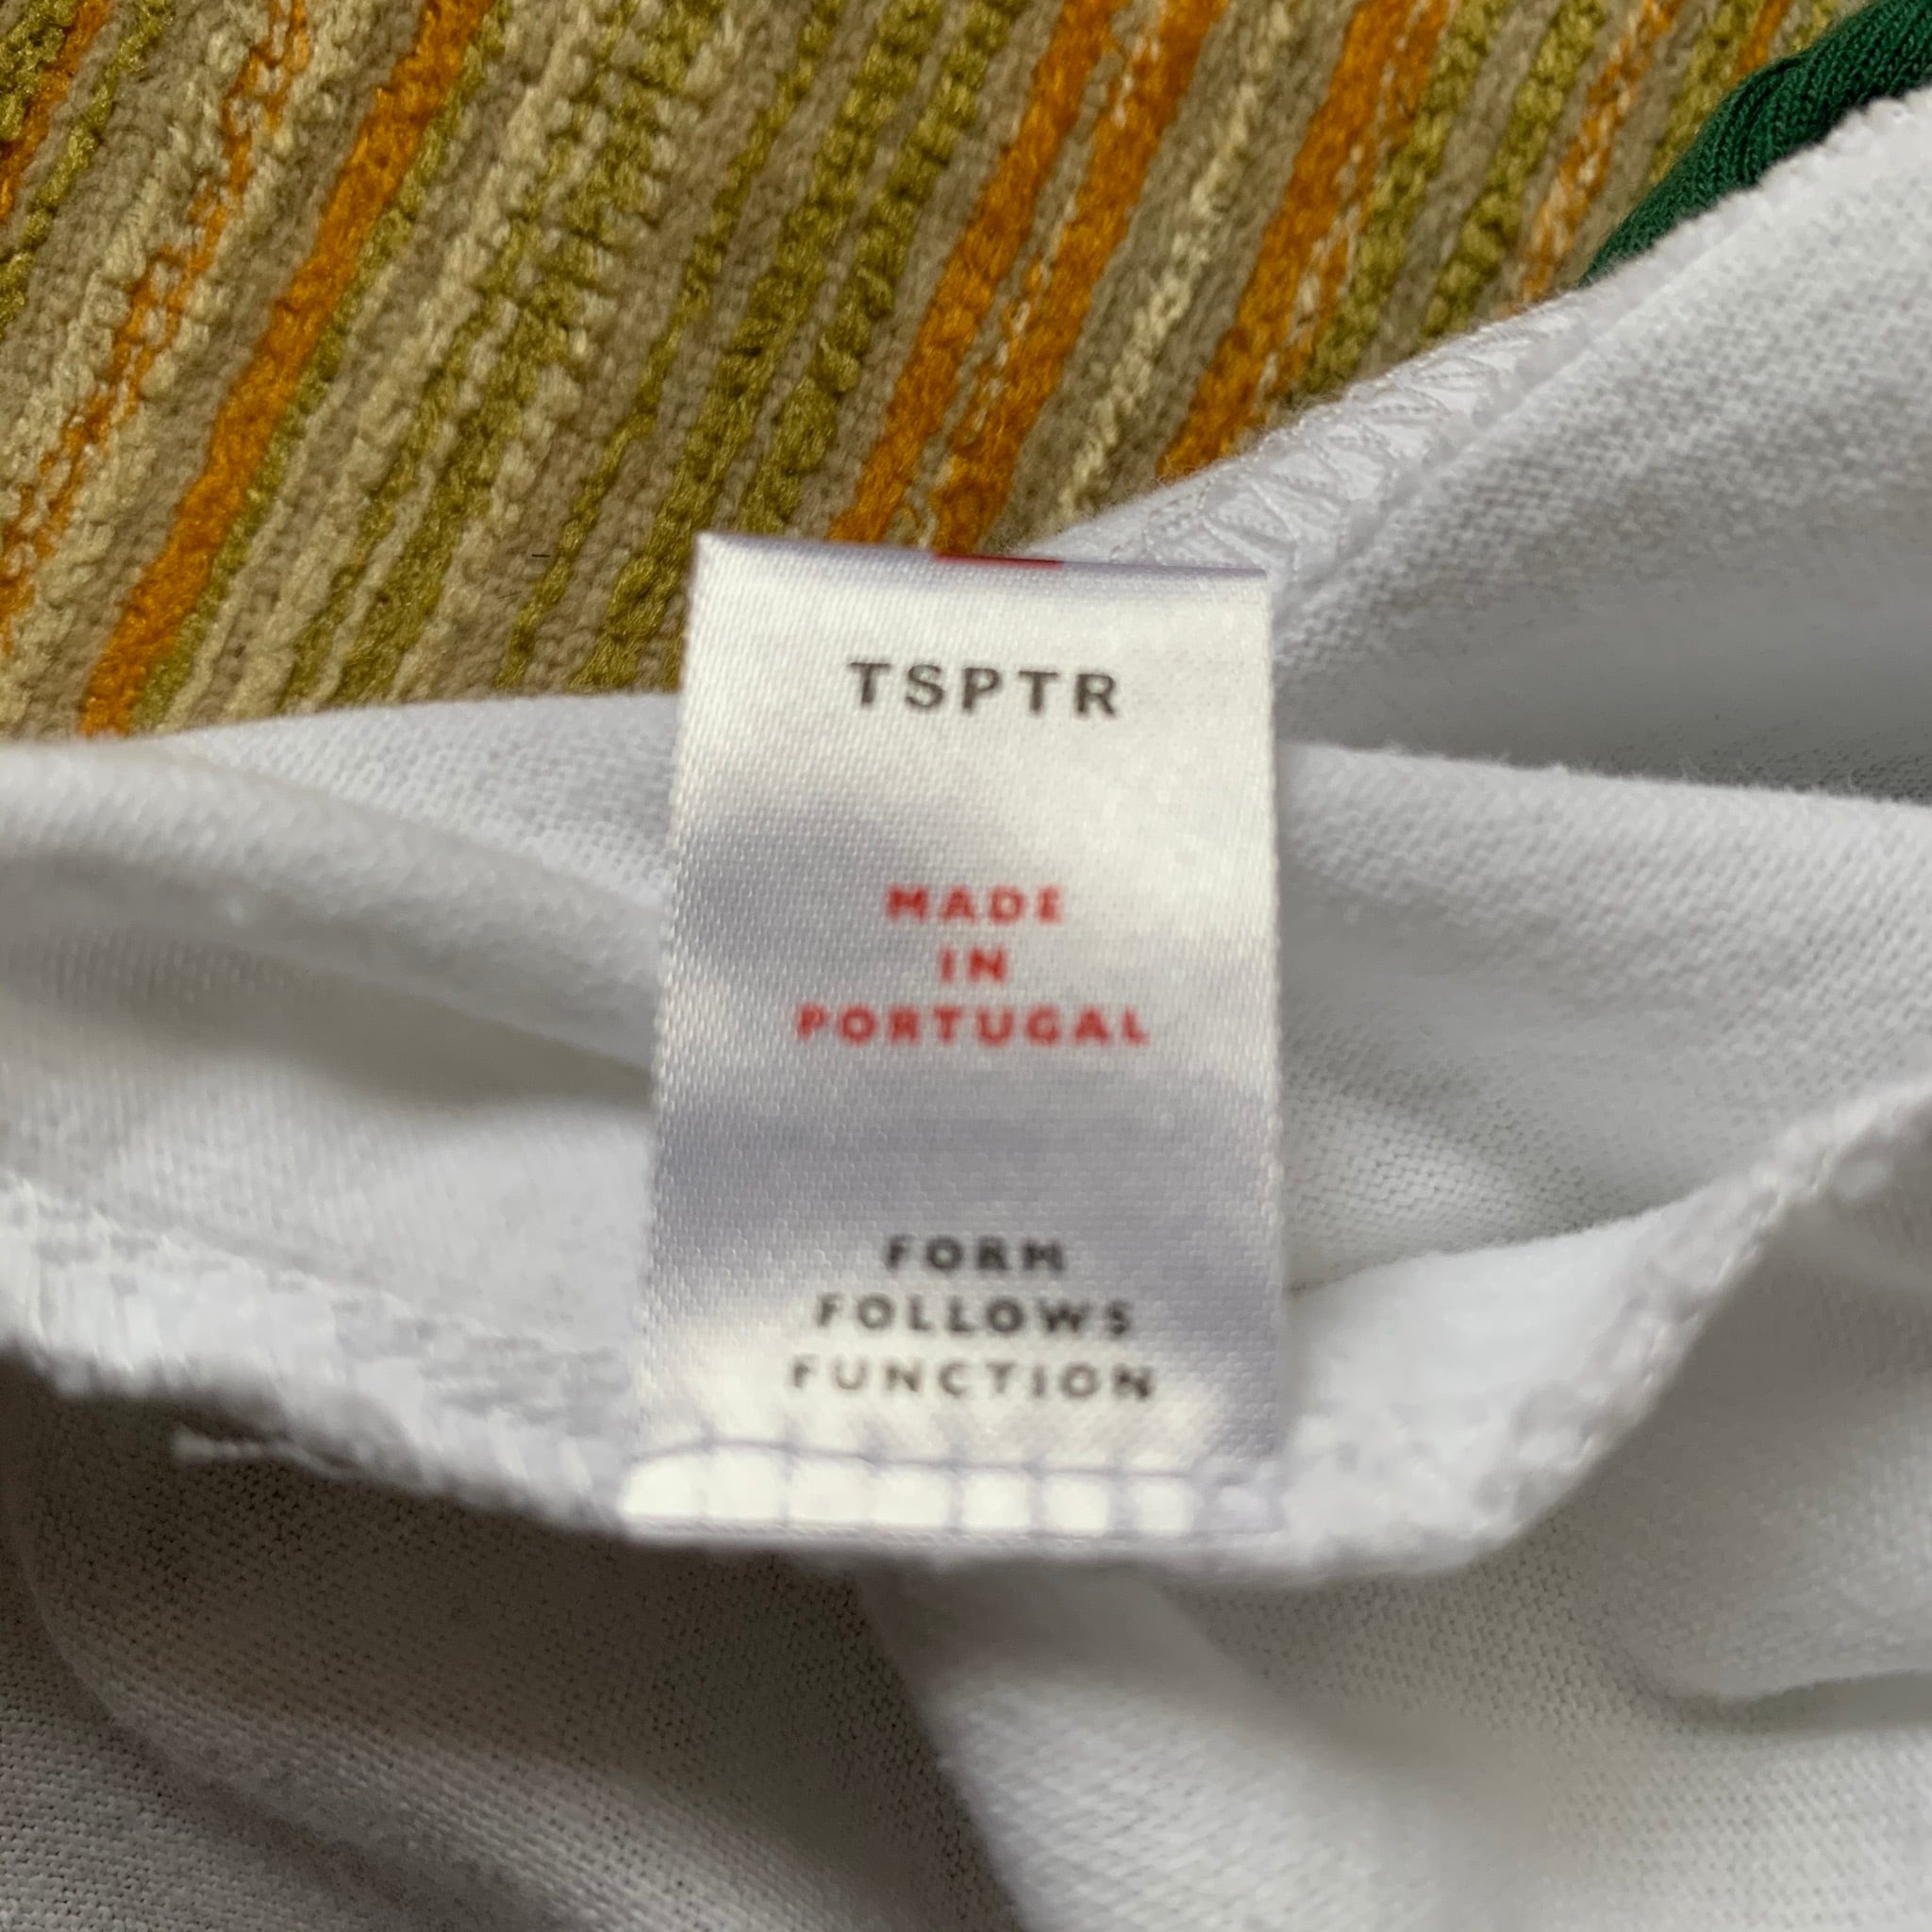 TSPTR
MADE
IN
PORTUGAL
FORM
FOLLOWS
FUNCTION